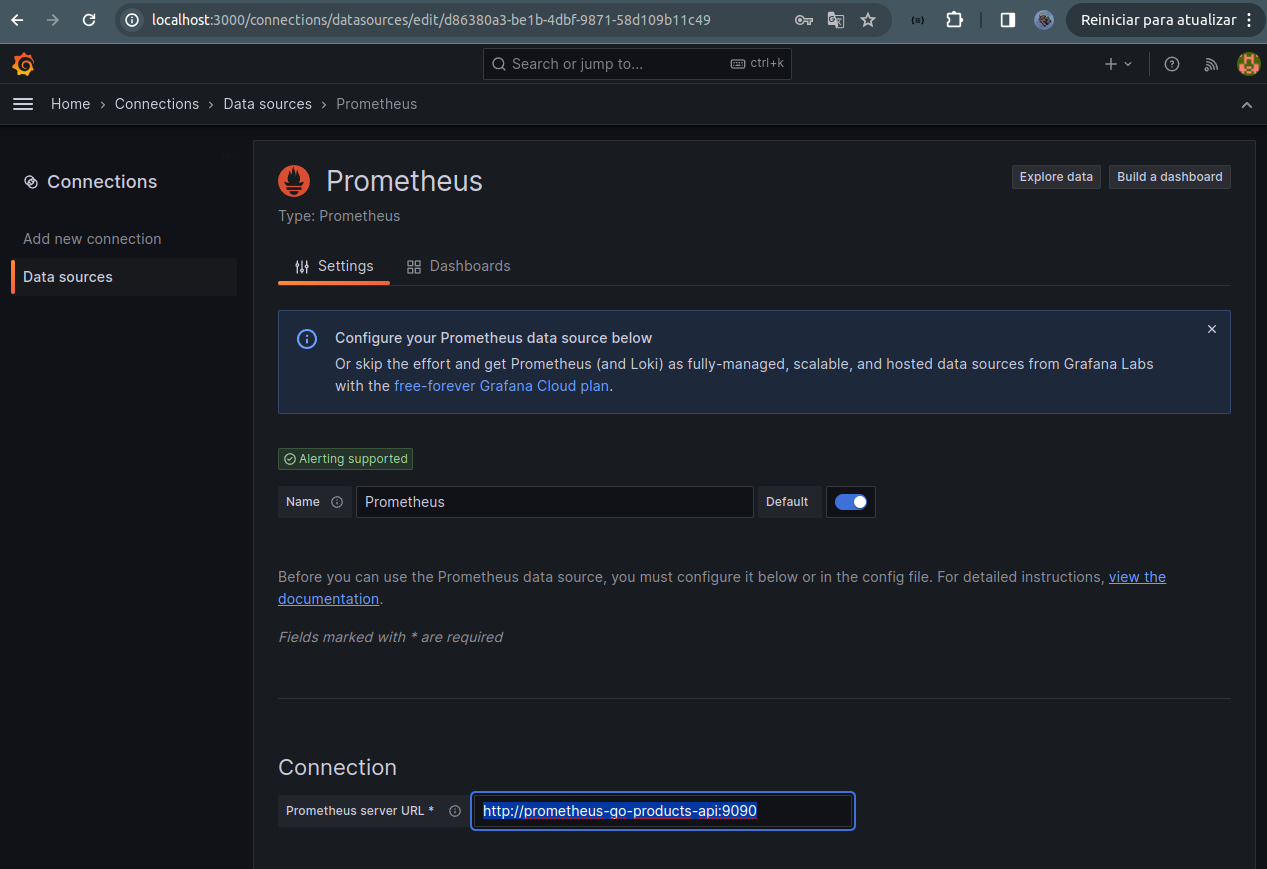 localhost:3000/connections/datasources/edit/d86380a3-be1b-4dbf-9871-58d109b11c49
Reiniciar para atualizar
Search or jump to...
ctrl+k
Home › Connections › Data sources › Prometheus
Connections
Add new connection
Data sources
Prometheus
Explore data
Build a dashboard
Type: Prometheus
Settings
Dashboards
Configure your Prometheus data source below
Or skip the effort and get Prometheus (and Loki) as fully-managed, scalable, and hosted data sources from Grafana Labs
with the free-forever Grafana Cloud plan.
Alerting supported
Name
Prometheus
Default
Before you can use the Prometheus data source, you must configure it below or in the config file. For detailed instructions, view the
documentation.
Fields marked with * are required
Connection
Prometheus server URL *
http://prometheus-go-products-api:9090